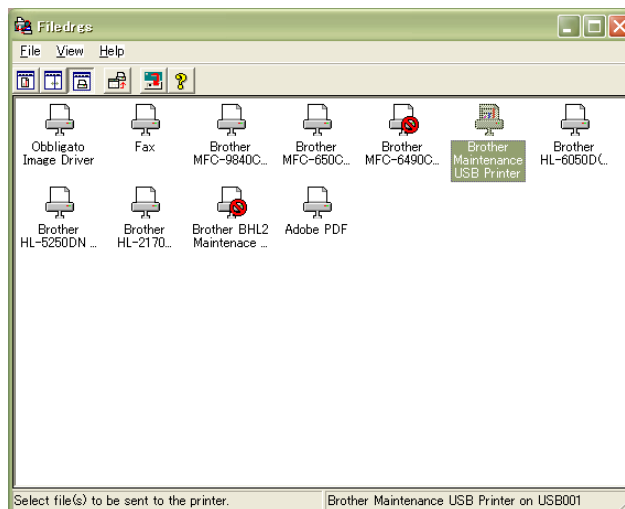 Filedrgs
File View Help
Obbligato
Image Driver
Fax
Brother
MFC-9840C...
Brother
MFC-650C...
Brother
MFC-6490C...
Brother
Maintenance
USB Printer
Brother
HL-6050D(...
Brother
HL-5250DN ...
Brother
HL-2170...
Brother BHL2
Maintenace ...
Adobe PDF
Select file(s) to be sent to the printer.
Brother Maintenance USB Printer on USB001